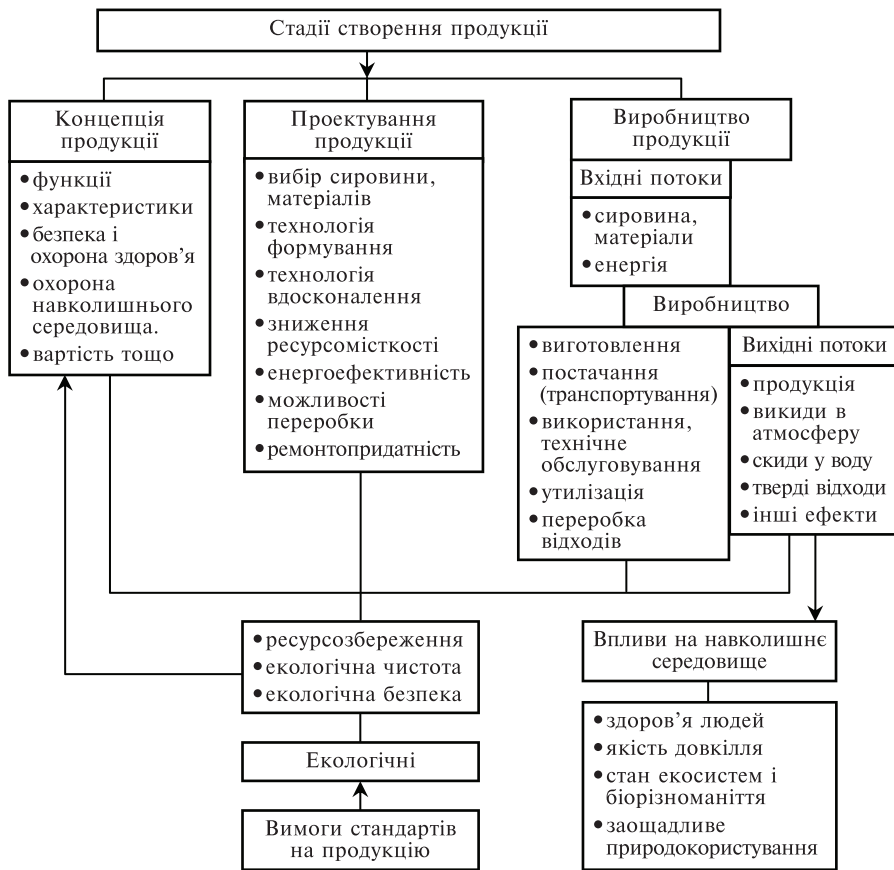 Стадії створення продукції
Концепція
продукції
• функції
• характеристики
• безпека і
охорона здоров’я
• охорона
навколишнього
середовища.
• вартість тощо
Проектування
продукції
• вибір сировини,
матеріалів
• технологія
формування
• технологія
вдосконалення
• зниження
ресурсомісткості
• енергоефективність
• можливості
переробки
• ремонтопридатність
Виробництво
продукції
Вхідні потоки
• сировина,
матеріали
• енергія
Виробництво
• виготовлення
• постачання
(транспортування)
• використання,
технічне
обслуговування
• утилізація
• переробка
відходів
Вихідні потоки
• продукція
• викиди в
атмосферу
• скиди у воду
• тверді відходи
• інші ефекти
• ресурсозбереження
• екологічна чистота
• екологічна безпека
Екологічні
Вимоги стандартів
на продукцію
Впливи на навколишнє
середовище
• здоров’я людей
• якість довкілля
• стан екосистем і
біорізноманіття
• заощадливе
природокористування